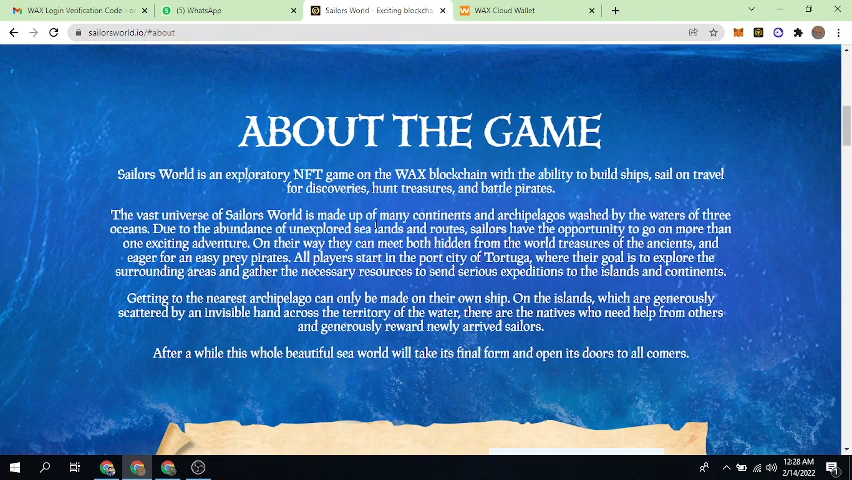 WAX Login Verification Code - o
(5) WhatsApp
Sailors World - Exciting blockcha
WAX Cloud Wallet
sailorsworld.io/#about
ABOUT THE GAME
Sailors World is an exploratory NFT game on the WAX blockchain with the ability to build ships, sail on travel
for discoveries, hunt treasures, and battle pirates.
The vast universe of Sailors World is made up of many continents and archipelagos washed by the waters of three
oceans. Due to the abundance of unexplored sea lands and routes, sailors have the opportunity to go on more than
one exciting adventure. On their way they can meet both hidden from the world treasures of the ancients, and
eager for an easy prey pirates. All players start in the port city of Tortuga, where their goal is to explore the
surrounding areas and gather the necessary resources to send serious expeditions to the islands and continents.
Getting to the nearest archipelago can only be made on their own ship. On the islands, which are generously
scattered by an invisible hand across the territory of the water, there are the natives who need help from others
and generously reward newly arrived sailors.
After a while this whole beautiful sea world will take its final form and open its doors to all comers.
12:28 AM
2/14/2022